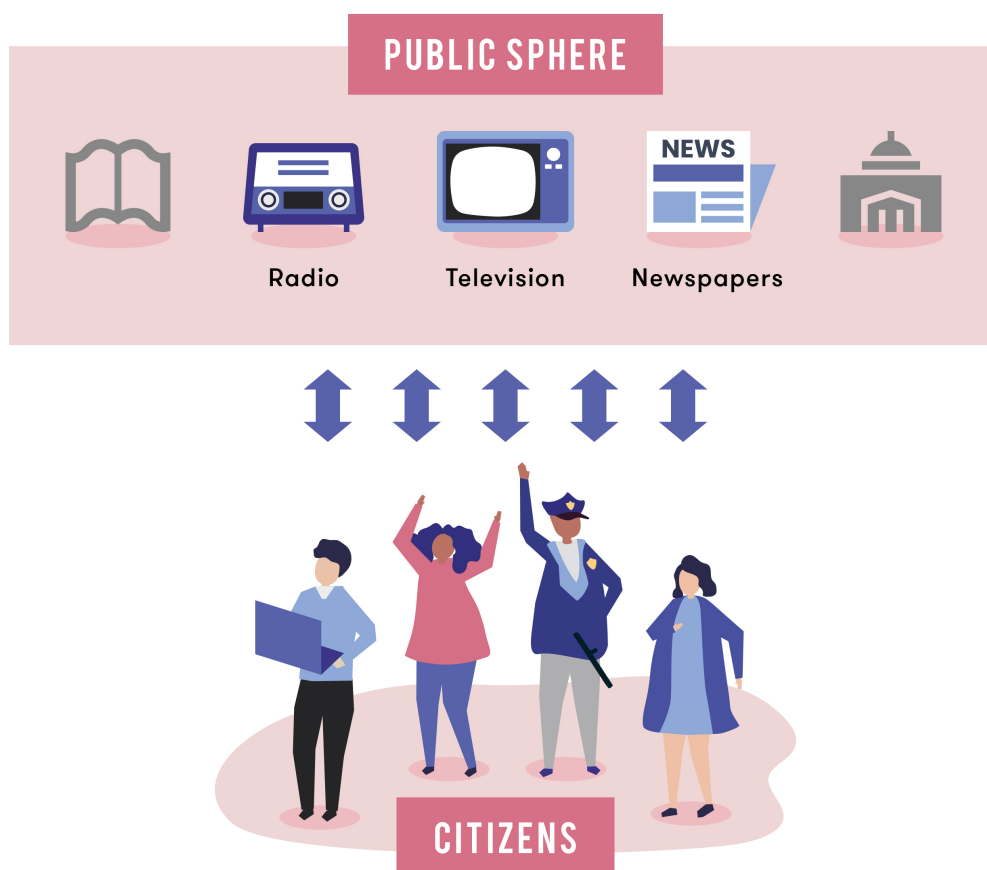 PUBLIC SPHERE
NEWS
Radio
Television
Newspapers
CITIZENS